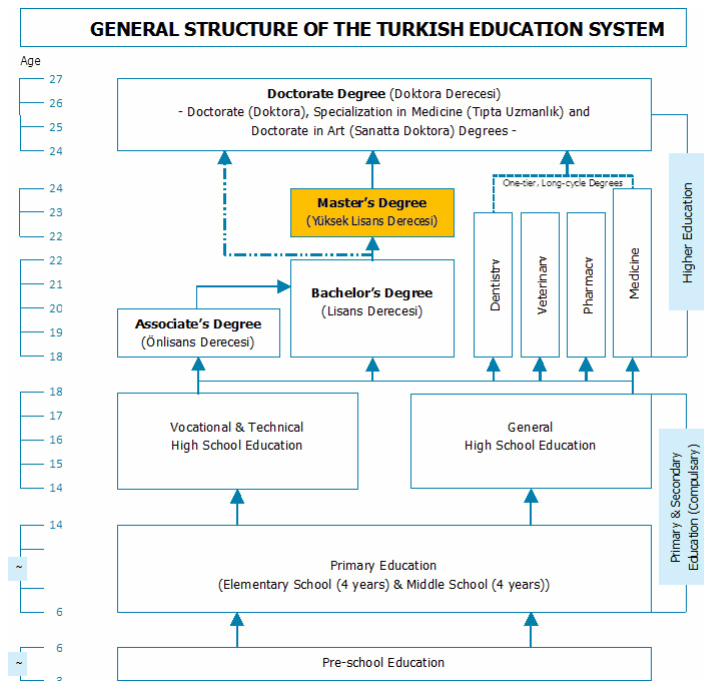 GENERAL STRUCTURE OF THE TURKISH EDUCATION SYSTEM
Age
27
26
25
24
Doctorate Degree (Doktora Derecesi)
- Doctorate (Doktora), Specialization in Medicine (Tıpta Uzmanlık) and
Doctorate in Art (Sanatta Doktora) Degrees -
24
23
22
Master's Degree
(Yüksek Lisans Derecesi)
One-tier, Long-cycle Degrees
Higher Education
22
21
20
19
18
Bachelor's Degree
(Lisans Derecesi)
Associate's Degree
(Önlisans Derecesi)
Dentistry
Veterinary
Pharmacy
Medicine
18
17
16
15
14
Vocational & Technical
High School Education
General
High School Education
Primary & Secondary
Education (Compulsary)
14
~
6
Primary Education
(Elementary School (4 years) & Middle School (4 years))
6
~
3
Pre-school Education